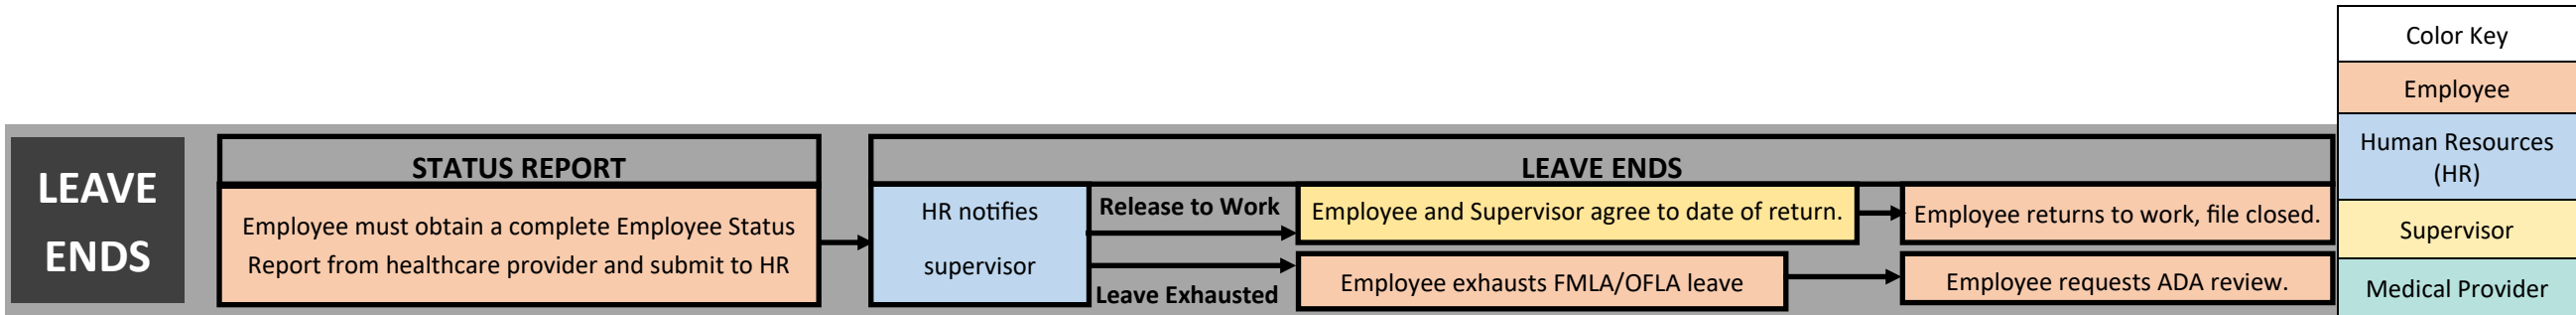 Color Key
Employee
Human Resources
(HR)
Supervisor
Medical Provider
LEAVE
ENDS
STATUS REPORT
Employee must obtain a complete Employee Status
Report from healthcare provider and submit to HR
LEAVE ENDS
HR notifies
supervisor
Release to Work
Employee and Supervisor agree to date of return.
Employee returns to work, file closed.
Leave Exhausted
Employee exhausts FMLA/OFLA leave
Employee requests ADA review.